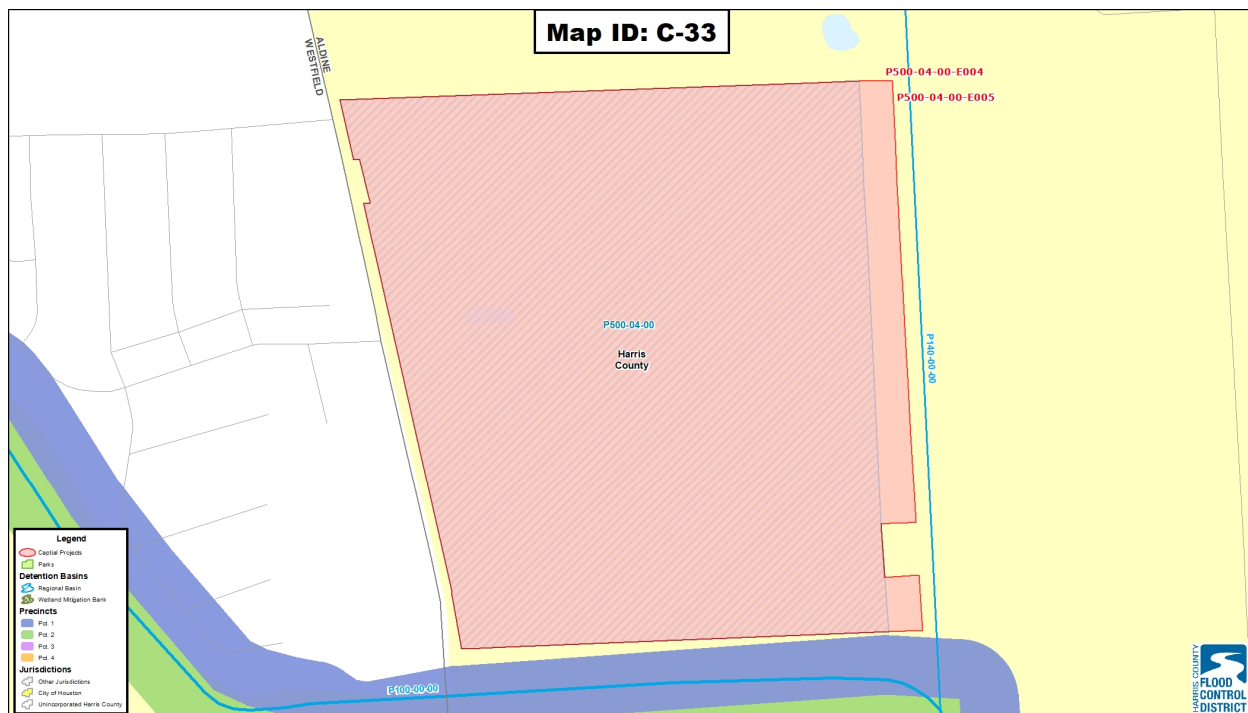 Map ID: C-33
ALDINE
WESTFIELD
P500-04-00-E004
P500-04-00-E005
P500-04-00
Harris
County
P140-00-00
P100-00-00
Legend
Captial Projects
Parks
Detention Basins
Regional Basin
Wetland Mitigation Bank
Precincts
Pct. 1
Pct. 2
Pct. 3
Pct. 4
Jurisdictions
Other Jurisdictions
City of Houston
Unincorporated Harris County
HARRIS COUNTY
FLOOD
CONTROL
DISTRICT